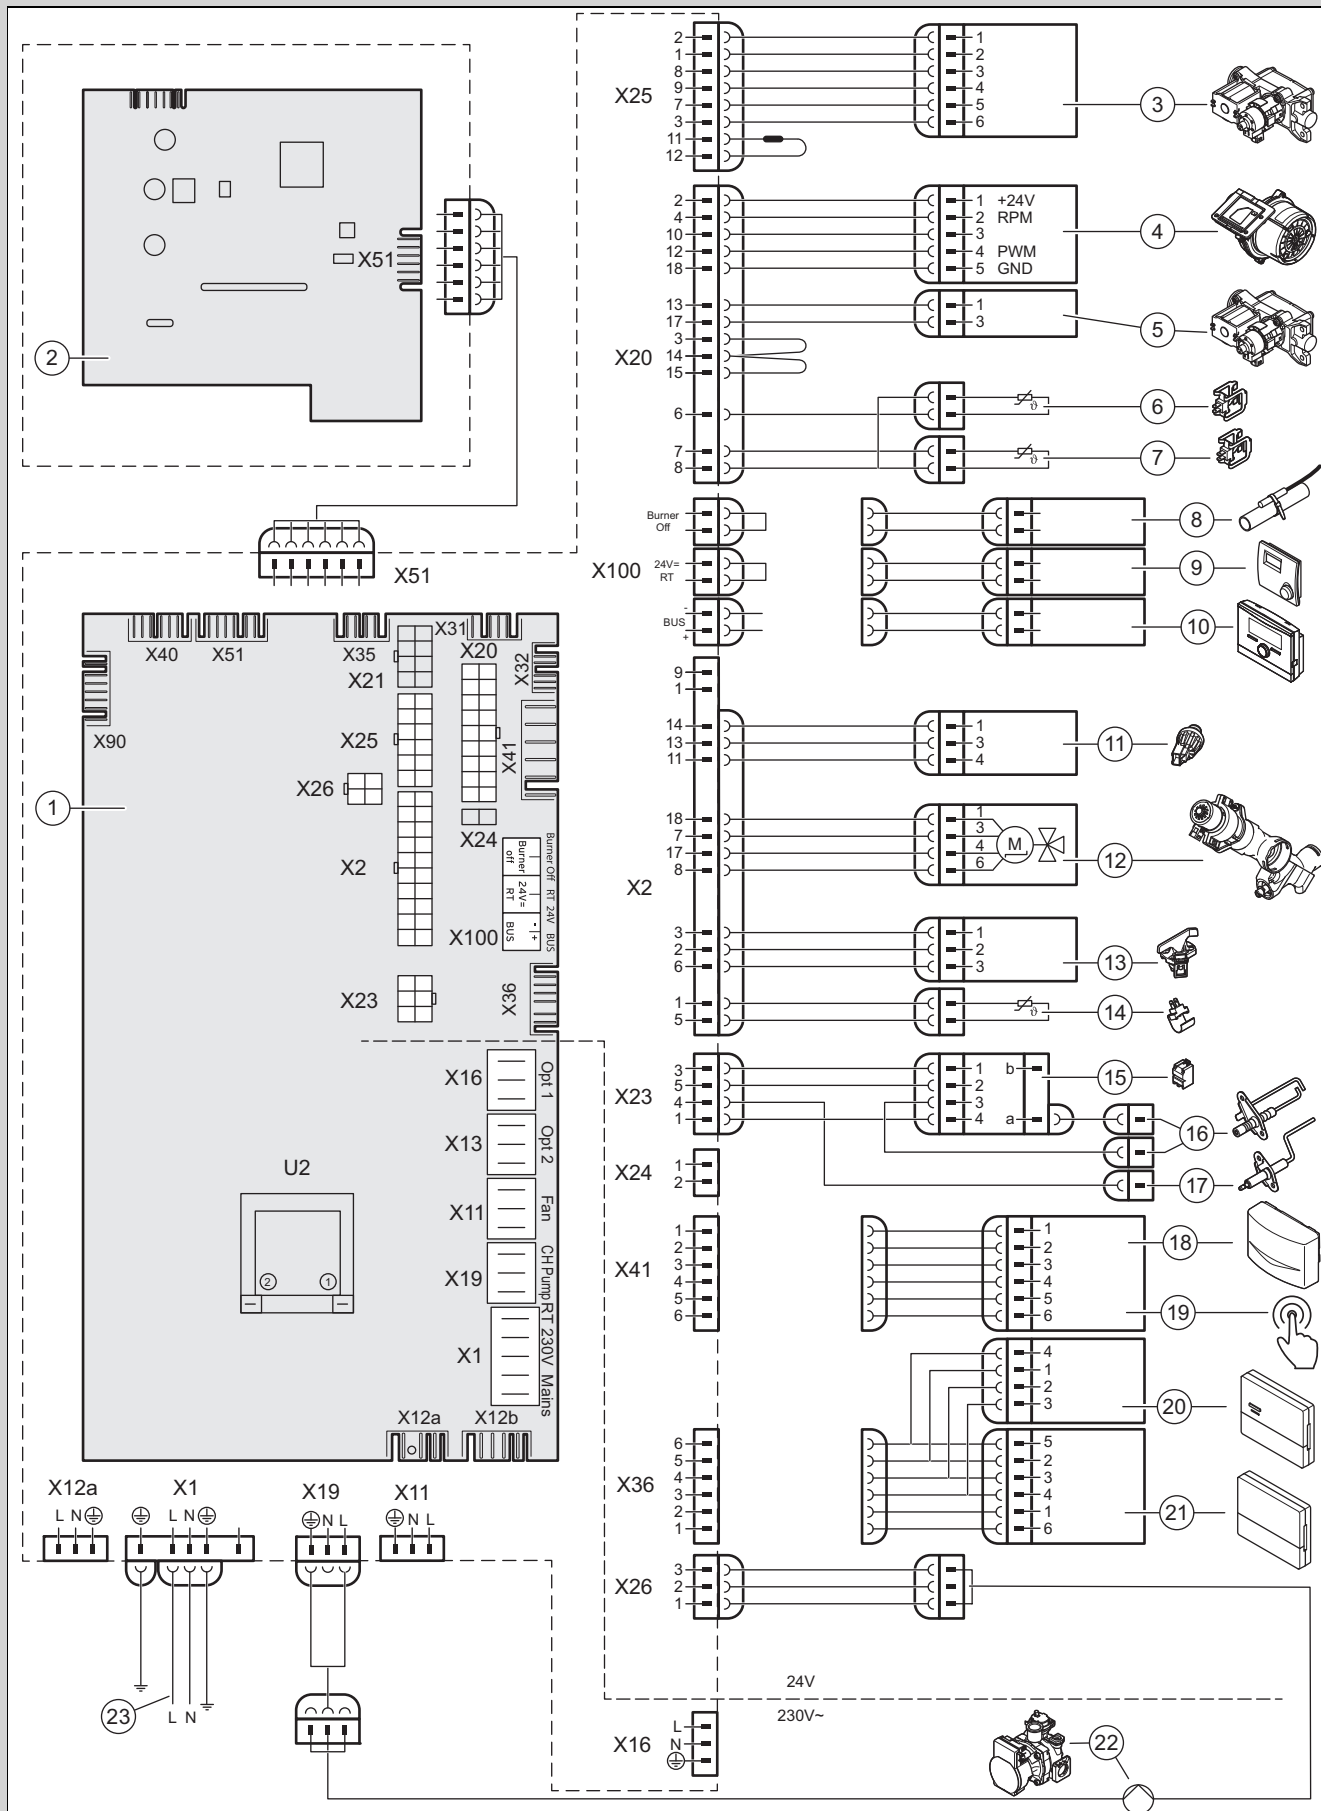 X25
2
1
8
9
7
3
11
12
1
2
3
4
5
6
3
2
4
10
12
18
1 +24V
2 RPM
3
4 PWM
5 GND
4
13
17
1
3
5
X20
3
14
15
6
ϑ
6
7
8
ϑ
7
X51
2
Burner
Off
8
X100
24V=
RT
9
-
BUS
+
10
X51
X40
X51
X35
X31
X20
X32
X21
X90
X25
X41
X26
1
X24
X2
Burner
off
24V=
RT
BUS
- +
Burner Off RT 24V BUS
X100
X23
X36
X16
Opt 1
X13
Opt 2
U2
X11
Fan
X19
CH Pump
2
1
X1
RT 230V Mains
X12a
X12b
9
1
14
13
11
1
3
4
11
18
7
17
8
1
3
4
6
M
12
X2
3
2
6
1
2
3
13
1
5
ϑ
14
X23
3
5
4
1
1
2
3
4
b
a
15
16
X24
1
2
17
X41
1
2
3
4
5
6
1
2
3
4
5
6
18
19
4
1
2
3
20
X36
6
5
4
3
2
1
5
2
3
4
1
6
21
X26
3
2
1
X12a
L N
X1
L N
X19
N L
X11
N L
23
L N
24V
230V~
X16
L
N
22